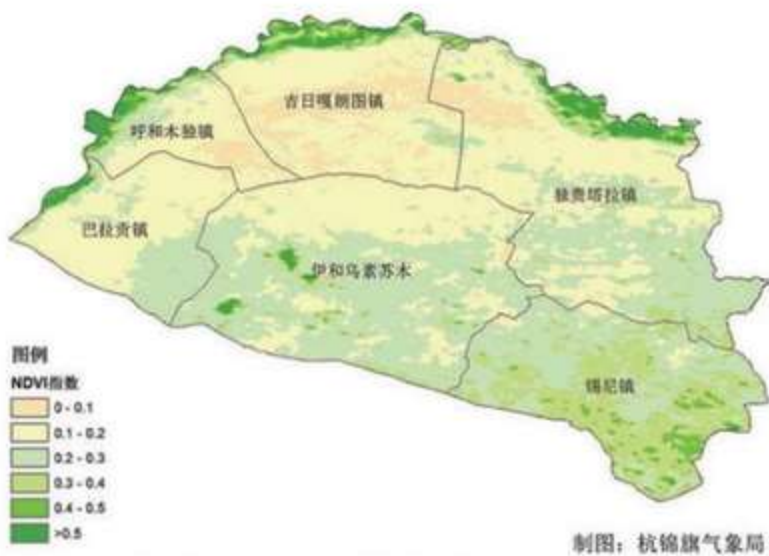 吉日嘎朗图镇
呼和木独镇
独贵塔拉镇
巴拉贡镇
伊和乌素苏木
锡尼镇
图例
NDVI指数
0 - 0.1
0.1 - 0.2
0.2 - 0.3
0.3 - 0.4
0.4 - 0.5
>0.5
制图：杭锦旗气象局